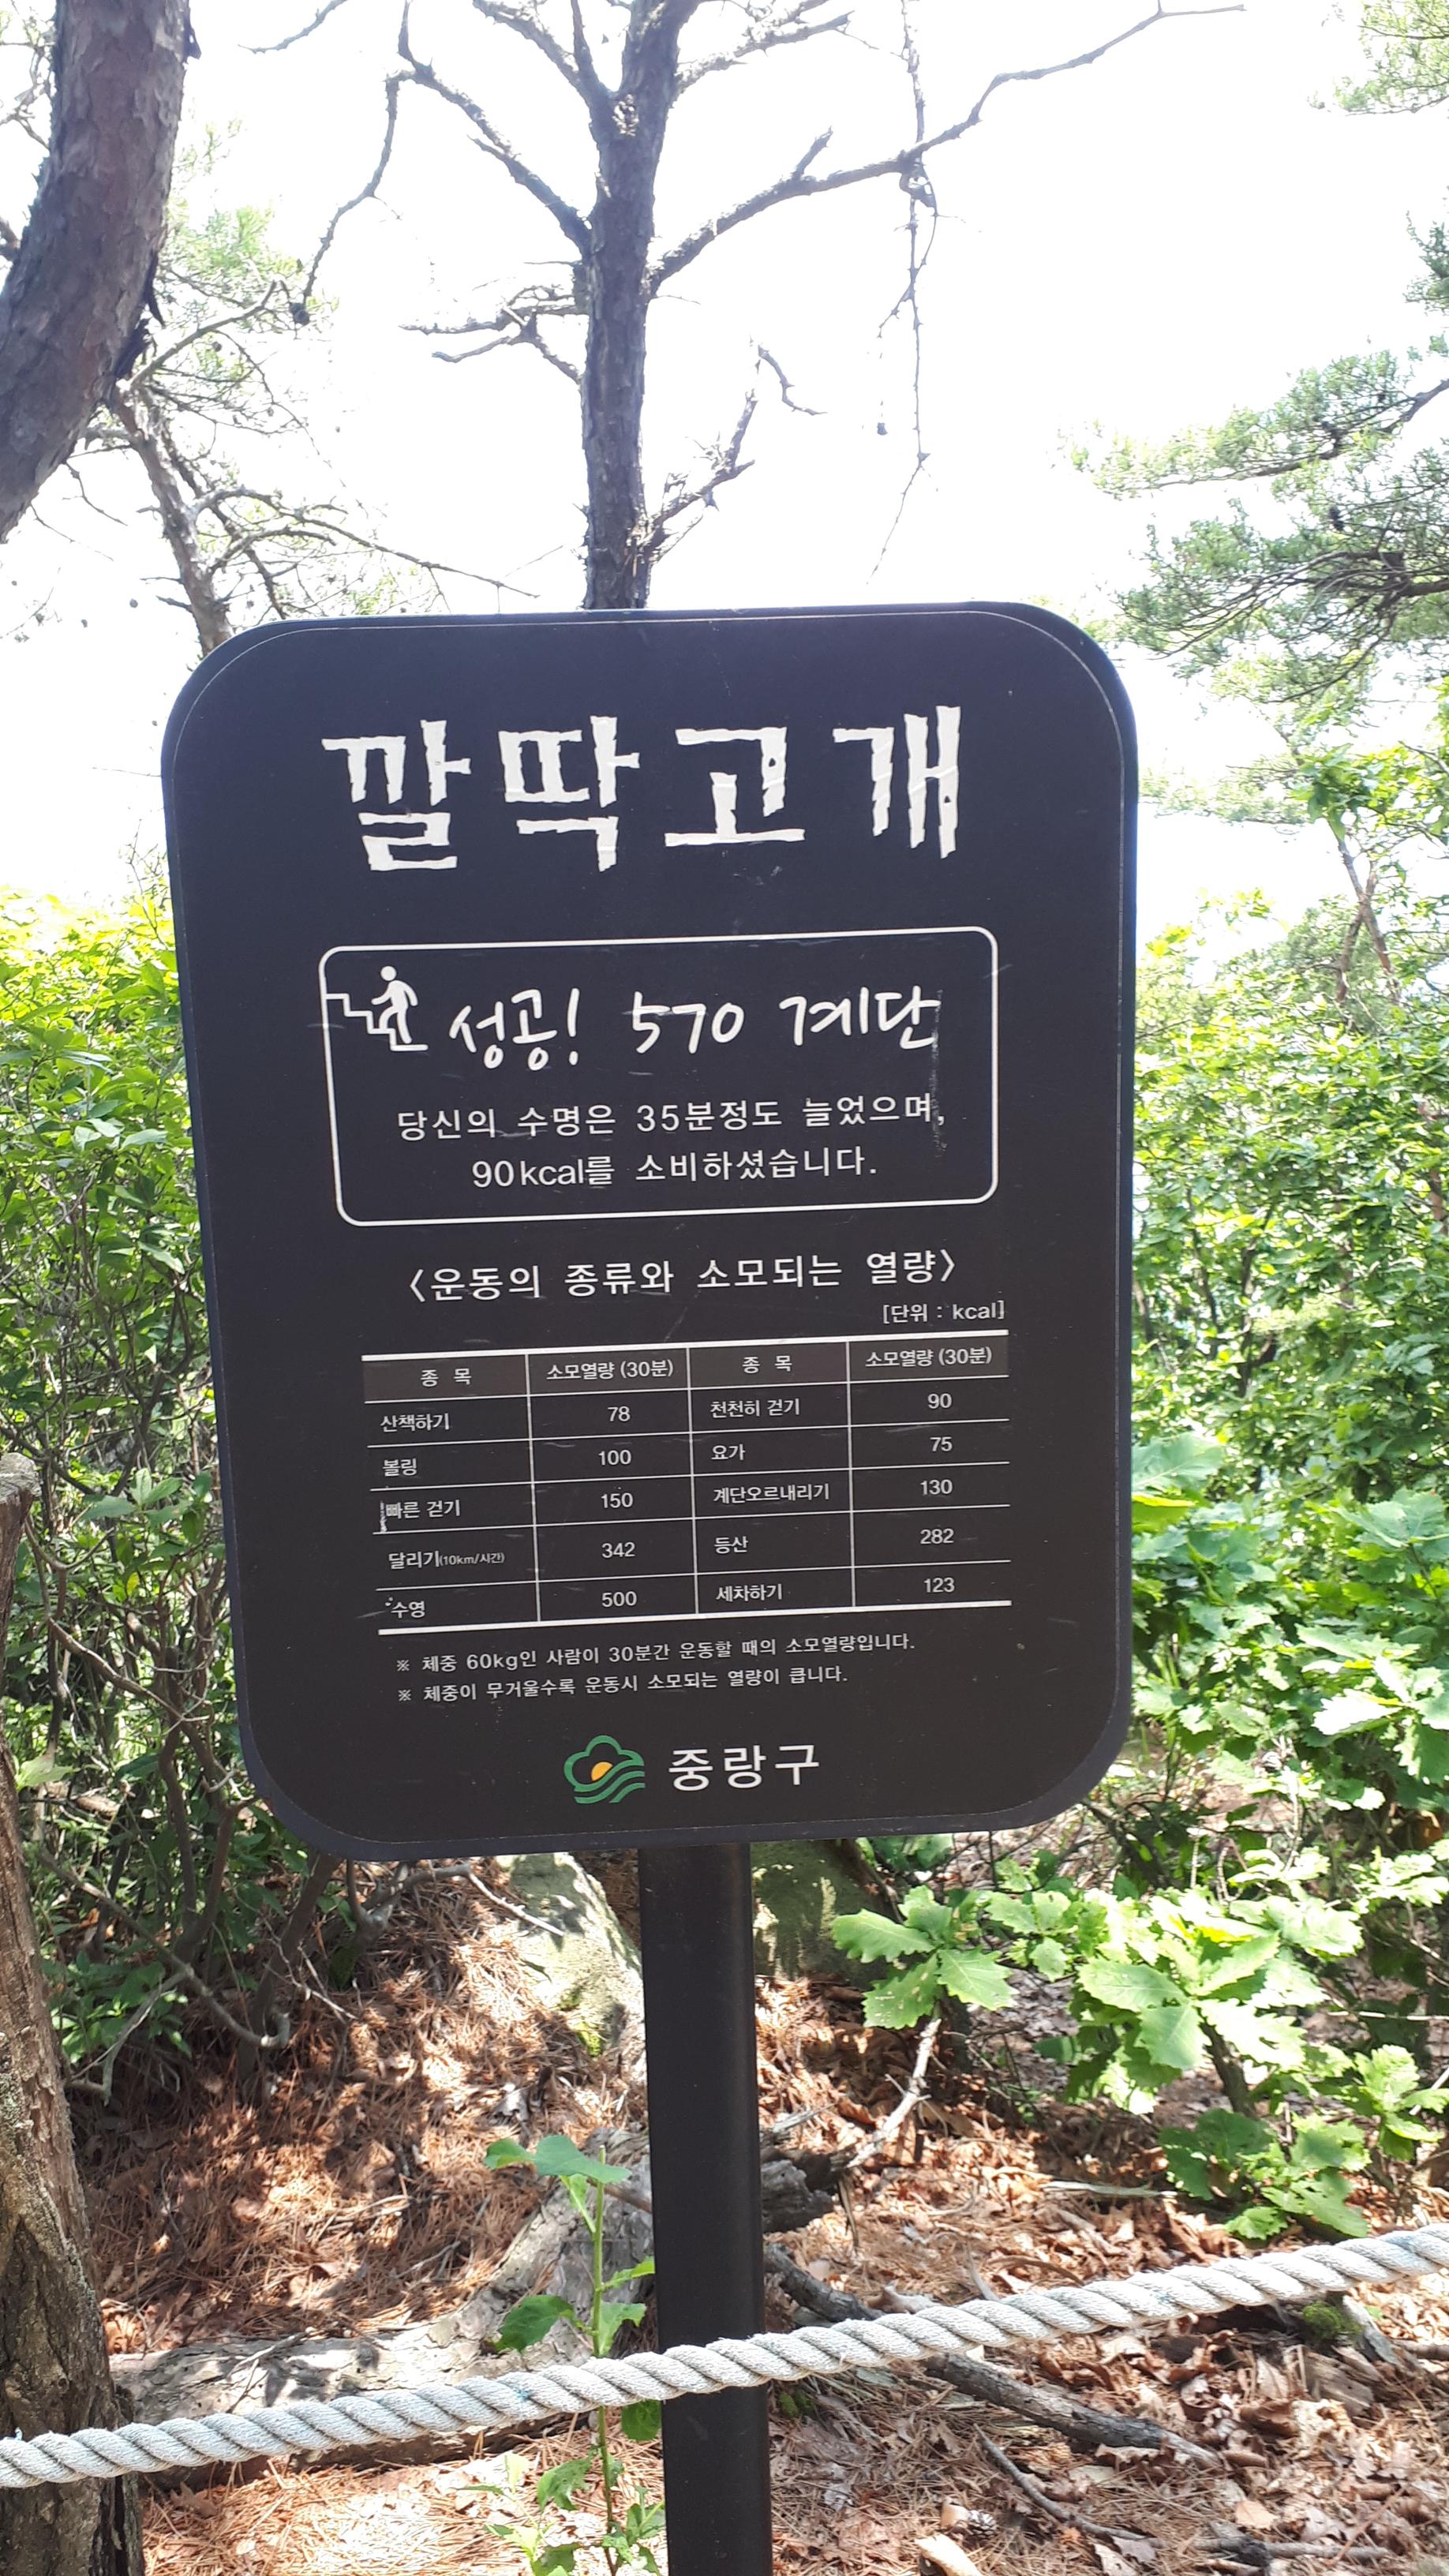 깔딱고개
성공! 570 계단
당신의 수명은 35분정도 늘었으며,
90kcal를 소비하셨습니다.
<운동의 종류와 소모되는 열량>
[단위 : kcal]
종 목 소모열량 (30분) 종 목 소모열량 (30분)
산책하기 78 천천히 걷기 90
볼링 100 요가 75
빠른 걷기 150 계단오르내리기 130
달리기(10km/시간) 342 등산 282
수영 500 세차하기 123
※ 체중 60kg인 사람이 30분간 운동할 때의 소모열량입니다.
※ 체중이 무거울수록 운동시 소모되는 열량이 큽니다.
중랑구